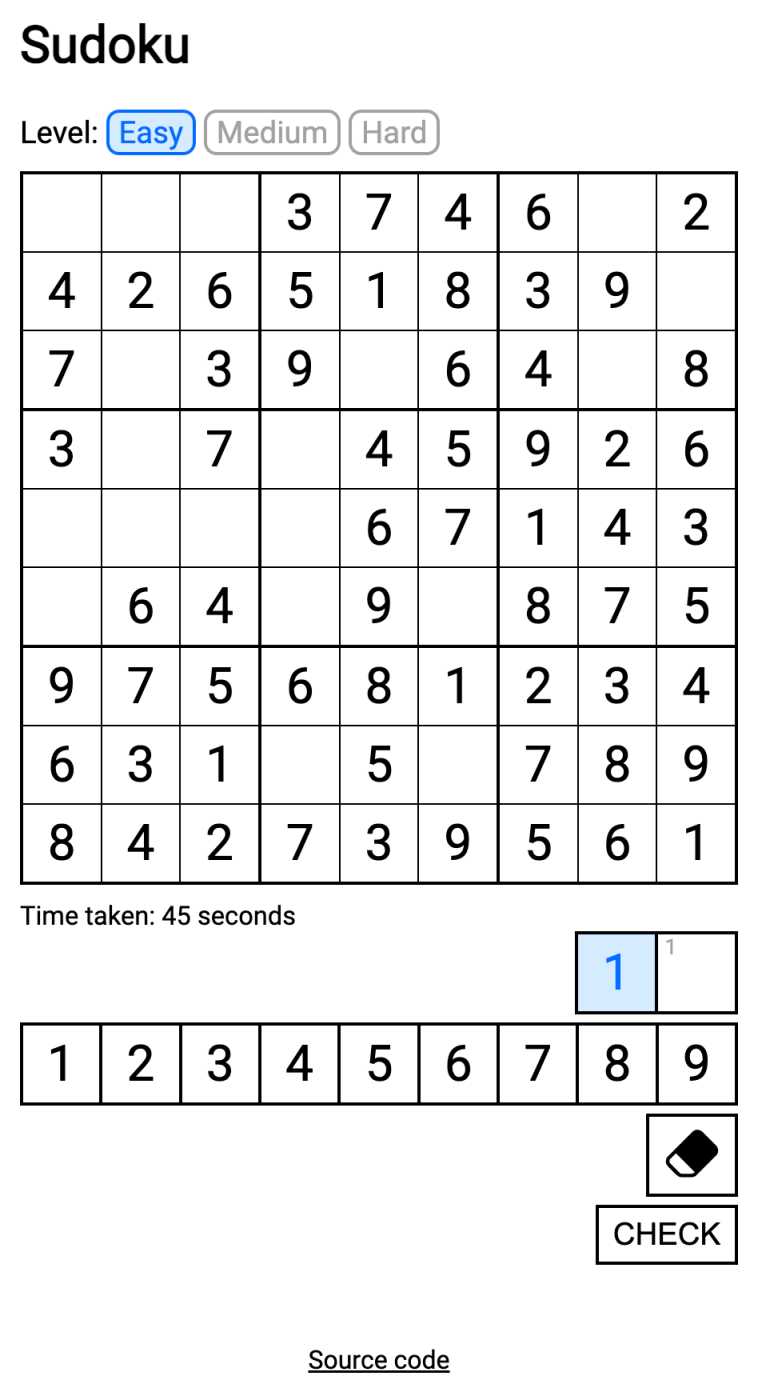 Sudoku
Level: Easy Medium Hard
3 7 4 6 2
4 2 6 5 1 8 3 9
7 3 9 6 4 8
3 7 4 5 9 2 6
6 7 1 4 3
6 4 9 8 7 5
9 7 5 6 8 1 2 3 4
6 3 1 5 7 8 9
8 4 2 7 3 9 5 6 1
Time taken: 45 seconds
1 1
1 2 3 4 5 6 7 8 9
CHECK
Source code